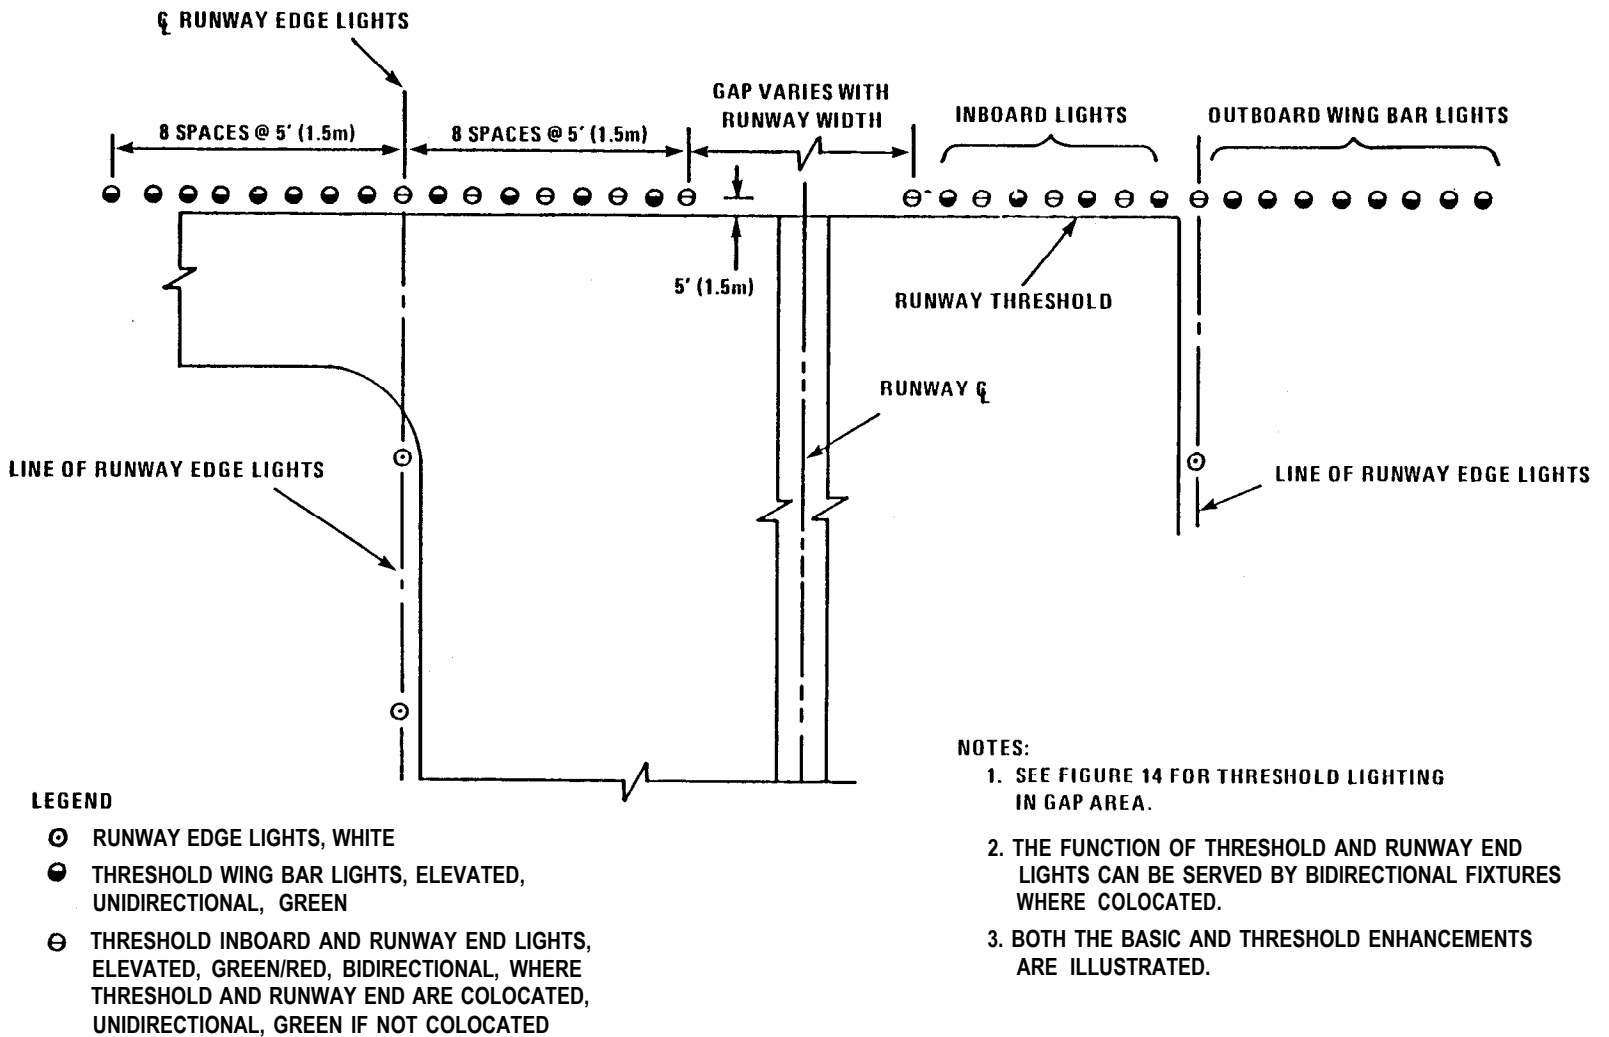 ℄ RUNWAY EDGE LIGHTS
GAP VARIES WITH
RUNWAY WIDTH
INBOARD LIGHTS
OUTBOARD WING BAR LIGHTS
8 SPACES @ 5' (1.5m)
8 SPACES @ 5' (1.5m)
5' (1.5m)
RUNWAY THRESHOLD
RUNWAY ℄
LINE OF RUNWAY EDGE LIGHTS
LINE OF RUNWAY EDGE LIGHTS
LEGEND
RUNWAY EDGE LIGHTS, WHITE
THRESHOLD WING BAR LIGHTS, ELEVATED,
UNIDIRECTIONAL, GREEN
THRESHOLD INBOARD AND RUNWAY END LIGHTS,
ELEVATED, GREEN/RED, BIDIRECTIONAL, WHERE
THRESHOLD AND RUNWAY END ARE COLOCATED,
UNIDIRECTIONAL, GREEN IF NOT COLOCATED
NOTES:
1. SEE FIGURE 14 FOR THRESHOLD LIGHTING
IN GAP AREA.
2. THE FUNCTION OF THRESHOLD AND RUNWAY END
LIGHTS CAN BE SERVED BY BIDIRECTIONAL FIXTURES
WHERE COLOCATED.
3. BOTH THE BASIC AND THRESHOLD ENHANCEMENTS
ARE ILLUSTRATED.